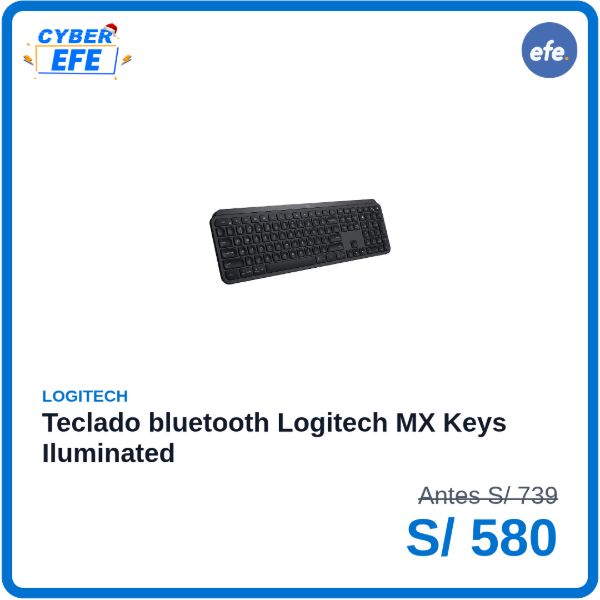 CYBER
EFE
efe.
LOGITECH
Teclado bluetooth Logitech MX Keys
Iluminated
Antes S/ 739
S/ 580